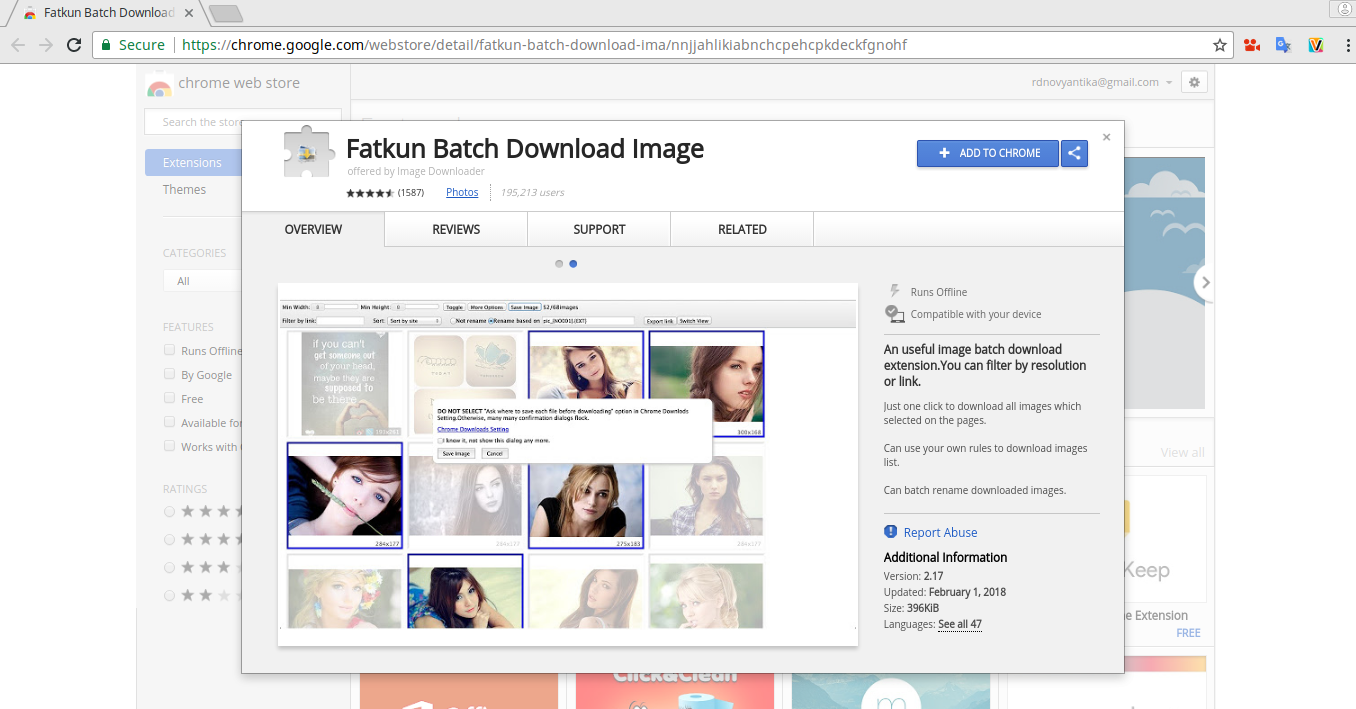 Fatkun Batch Download
Secure
https://chrome.google.com/webstore/detail/fatkun-batch-download-ima/nnjjahlikiabnchcpehcpkdeckfgnohf
chrome web store
rdnovyantika@gmail.com
Search the store
Extensions
Themes
CATEGORIES
All
FEATURES
Runs Offline
By Google
Free
Available for
Works with
RATINGS
Fatkun Batch Download Image
offered by Image Downloader
(1587)
Photos
195,213 users
ADD TO CHROME
OVERVIEW
REVIEWS
SUPPORT
RELATED
Min Width: 0
Min Height: 0
Toggle
More Options
Save Image
52/68images
Filter by link:
Sort:
Sort by site
Not rename
Rename based on
Export link
Switch View
if you can't
get someone out
of your head,
maybe they are
supposed to
be there
DO NOT SELECT "Ask where to save each file before downloading" option in Chrome Downlods
Setting.Otherwise, many many confirmation dialogs flock.
Chrome Downloads Setting
I know it, not show this dialog any more.
Save Image
Cancel
300x168
284x177
284x177
275x183
284x177
Runs Offline
Compatible with your device
An useful image batch download
extension.You can filter by resolution
or link.
Just one click to download all images which
selected on the pages.
Can use your own rules to download images
list.
Can batch rename downloaded images.
Report Abuse
Additional Information
Version: 2.17
Updated: February 1, 2018
Size: 396KiB
Languages: See all 47
View all
Keep
e Extension
FREE
Click&Clean